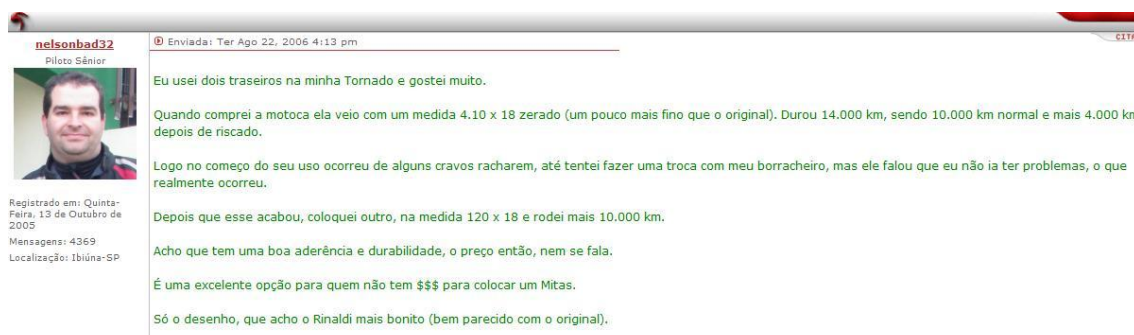 CITA
nelsonbad32
Piloto Sênior
Enviada: Ter Ago 22, 2006 4:13 pm
Eu usei dois traseiros na minha Tornado e gostei muito.
Quando comprei a motoca ela veio com um medida 4.10 x 18 zerado (um pouco mais fino que o original). Durou 14.000 km, sendo 10.000 km normal e mais 4.000 km
depois de riscado.
Logo no começo do seu uso ocorreu de alguns cravos racharem, até tentei fazer uma troca com meu borracheiro, mas ele falou que eu não ia ter problemas, o que
realmente ocorreu.
Depois que esse acabou, coloquei outro, na medida 120 x 18 e rodei mais 10.000 km.
Acho que tem uma boa aderência e durabilidade, o preço então, nem se fala.
É uma excelente opção para quem não tem $$$ para colocar um Mitas.
Só o desenho, que acho o Rinaldi mais bonito (bem parecido com o original).
Registrado em: Quinta-
Feira, 13 de Outubro de
2005
Mensagens: 4369
Localização: Ibiúna-SP